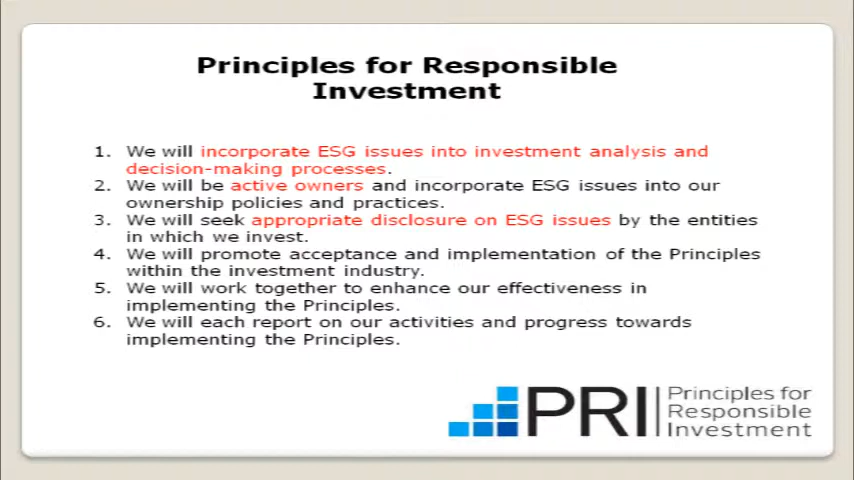 Principles for Responsible
Investment
1. We will incorporate ESG issues into investment analysis and
decision-making processes.
2. We will be active owners and incorporate ESG issues into our
ownership policies and practices.
3. We will seek appropriate disclosure on ESG issues by the entities
in which we invest.
4. We will promote acceptance and implementation of the Principles
within the investment industry.
5. We will work together to enhance our effectiveness in
implementing the Principles.
6. We will each report on our activities and progress towards
implementing the Principles.
PRI
Principles for
Responsible
Investment